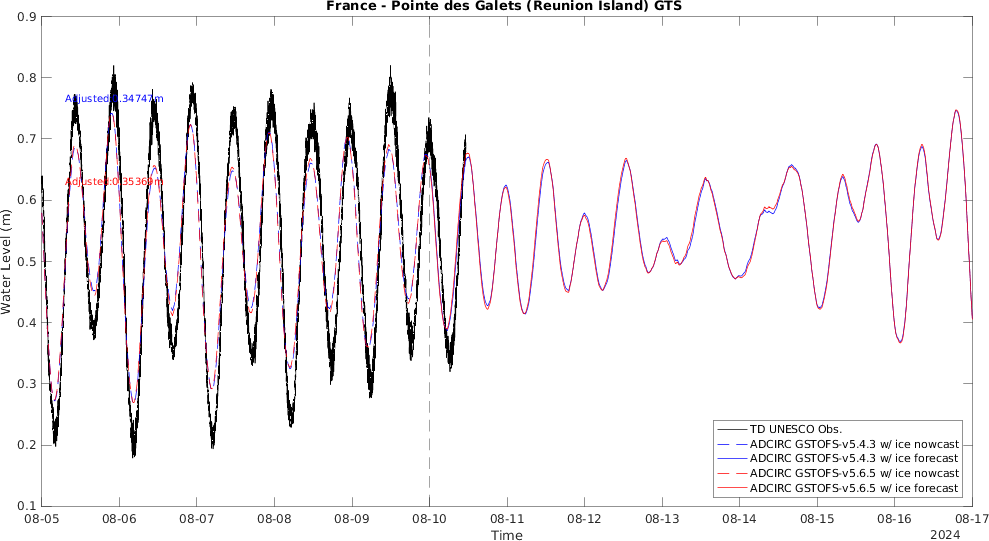 France - Pointe des Galets (Reunion Island) GTS
0.9
0.8
0.7
0.6
0.5
0.4
0.3
0.2
0.1
Water Level (m)
Adjusted:0.34747m
Adjusted:0.35369m
TD UNESCO Obs.
ADCIRC GSTOFS-v5.4.3 w/ ice nowcast
ADCIRC GSTOFS-v5.4.3 w/ ice forecast
ADCIRC GSTOFS-v5.6.5 w/ ice nowcast
ADCIRC GSTOFS-v5.6.5 w/ ice forecast
08-05 08-06 08-07 08-08 08-09 08-10 08-11 08-12 08-13 08-14 08-15 08-16 08-17
Time
2024